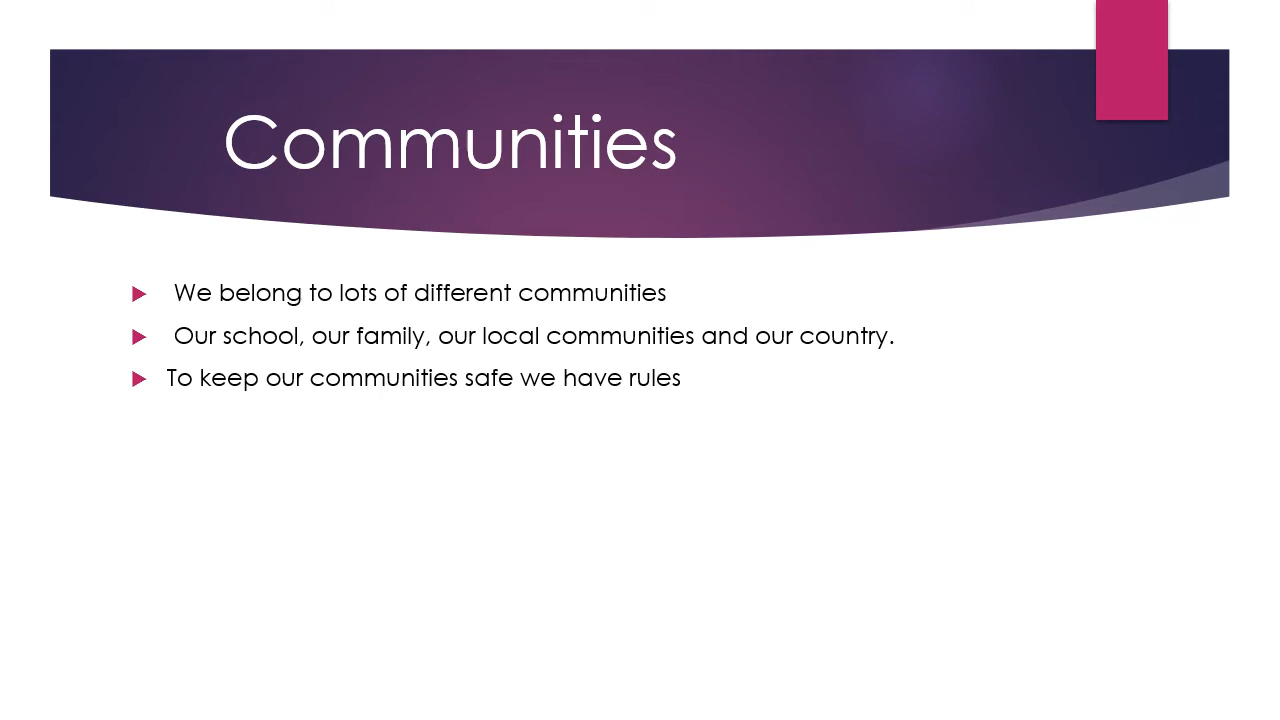 Communities
We belong to lots of different communities
Our school, our family, our local communities and our country.
To keep our communities safe we have rules